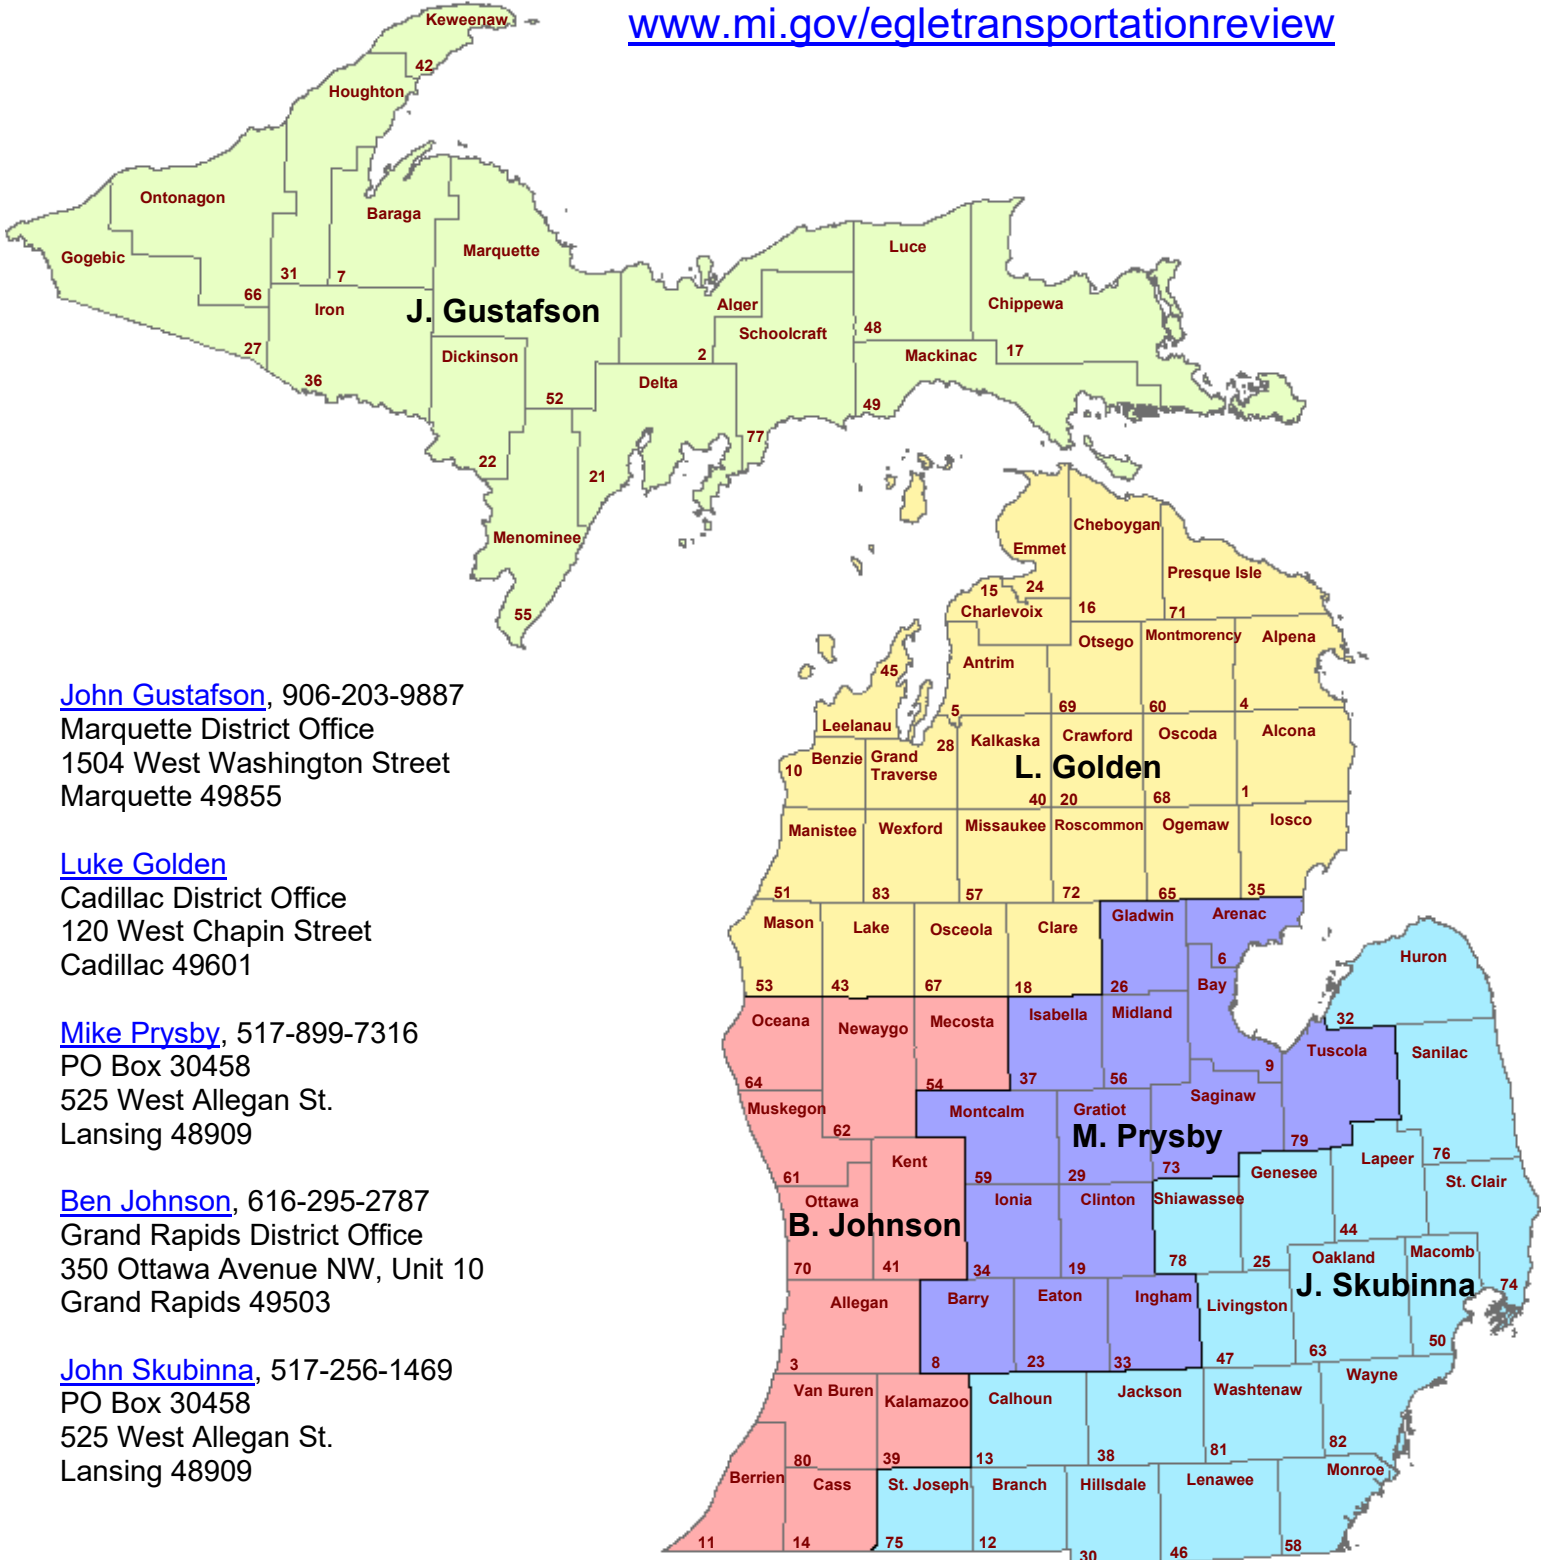 www.mi.gov/egletransportationreview
Keweenaw
42
Houghton
Ontonagon
Baraga
Gogebic
Marquette
Luce
31
7
66
Iron
J. Gustafson
Alger
Chippewa
Schoolcraft
48
27
Dickinson
2
Mackinac
17
36
Delta
52
49
77
22
21
Menominee
55
Cheboygan
Emmet
Presque Isle
15
24
Charlevoix
16
71
Otsego
Montmorency
Alpena
Antrim
45
5
69
60
4
Leelanau
28
Kalkaska
Crawford
Oscoda
Alcona
10
Benzie
Grand
Traverse
L. Golden
40
20
68
1
Manistee
Wexford
Missaukee
Roscommon
Ogemaw
Iosco
51
83
57
72
65
35
Mason
Lake
Osceola
Clare
Gladwin
Arenac
6
Huron
53
43
67
18
26
Bay
32
Oceana
Newaygo
Mecosta
Isabella
Midland
Tuscola
Sanilac
64
54
37
56
9
Muskegon
62
Montcalm
Gratiot
Saginaw
M. Prysby
79
76
Kent
61
59
29
73
Genesee
Lapeer
St. Clair
Ottawa
Ionia
Clinton
Shiawassee
B. Johnson
44
70
41
34
19
78
25
Oakland
Macomb
J. Skubinna
74
Allegan
Barry
Eaton
Ingham
Livingston
50
3
8
23
33
47
63
Van Buren
Kalamazoo
Calhoun
Jackson
Washtenaw
Wayne
80
39
13
38
81
82
Berrien
Cass
St. Joseph
Branch
Hillsdale
Lenawee
Monroe
11
14
75
12
30
46
58
John Gustafson, 906-203-9887
Marquette District Office
1504 West Washington Street
Marquette 49855
Luke Golden
Cadillac District Office
120 West Chapin Street
Cadillac 49601
Mike Prysby, 517-899-7316
PO Box 30458
525 West Allegan St.
Lansing 48909
Ben Johnson, 616-295-2787
Grand Rapids District Office
350 Ottawa Avenue NW, Unit 10
Grand Rapids 49503
John Skubinna, 517-256-1469
PO Box 30458
525 West Allegan St.
Lansing 48909